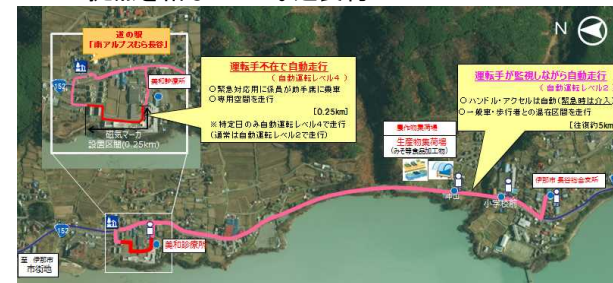 道の駅
「南アルプスむら長谷」
美和診療所
152
磁気マーカ
設置区間(0.25km)
運転手不在で自動走行
(自動運転レベル4)
○緊急対応用に係員が助手席に乗車
○専用空間を走行
[0.25km]
※特定日のみ自動運転レベル4で走行
(通常は自動運転レベル2で走行)
N
運転手が監視しながら自動走行
(自動運転レベル2
○ハンドル・アクセルは自動(緊急時は介入)
○一般車・歩行者との混在区間を走行
[往復約5km
農作物集荷場
生産物集荷場
(みそ等食品加工物)
小学校前
伊那市 長谷総合支所
152
152
美和診療所
至 伊那市
市街地